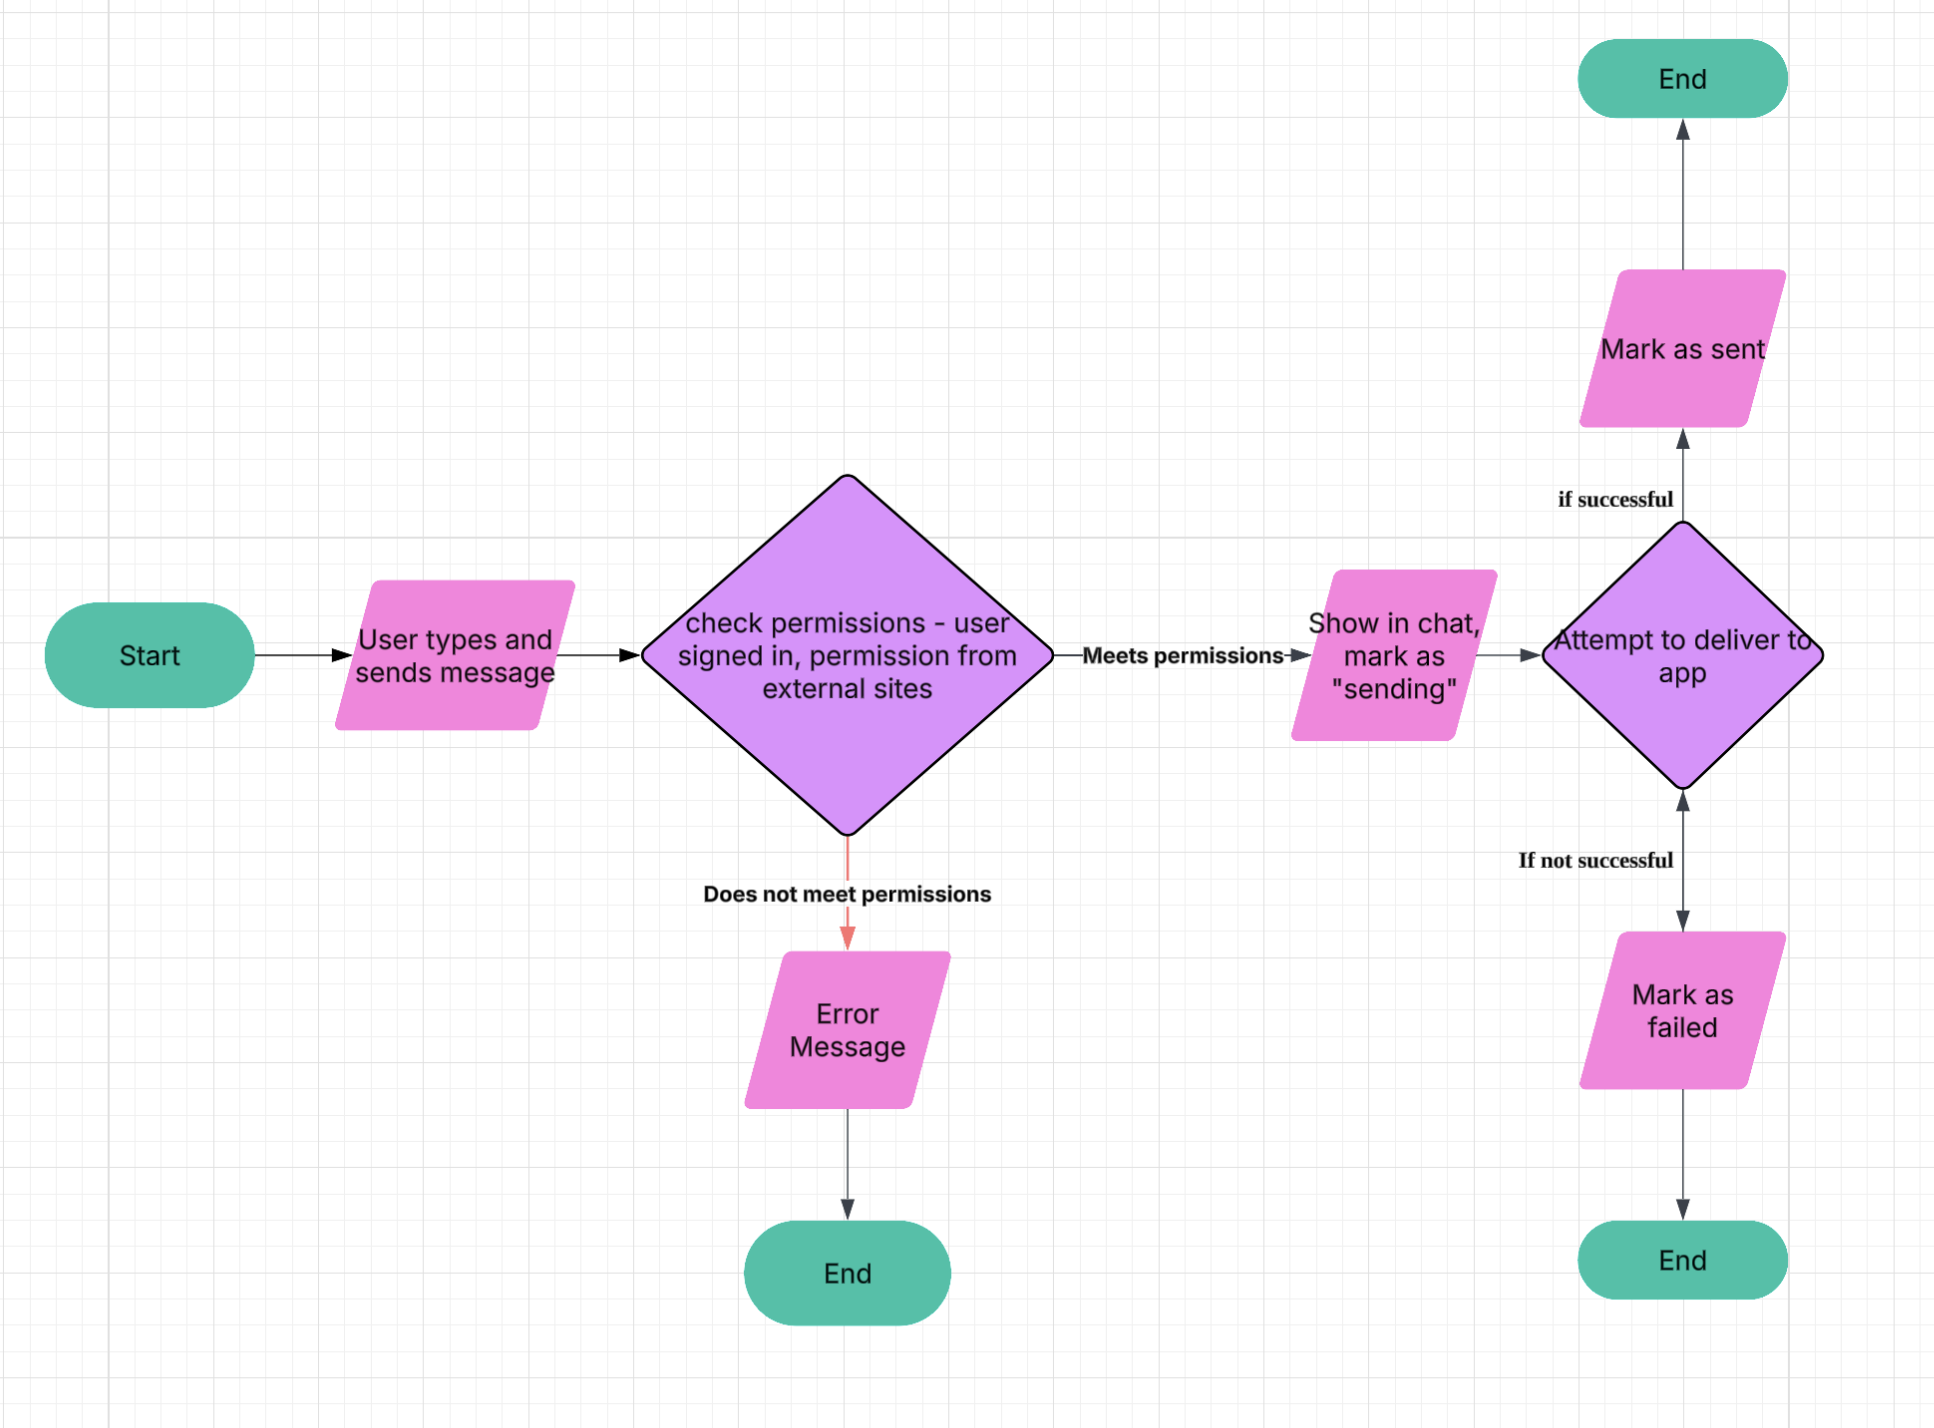 End
Mark as sent
if successful
Start
User types and
sends message
check permissions - user
signed in, permission from
external sites
Meets permissions
Show in chat,
mark as
"sending"
Attempt to deliver to
app
If not successful
Does not meet permissions
Error
Message
Mark as
failed
End
End